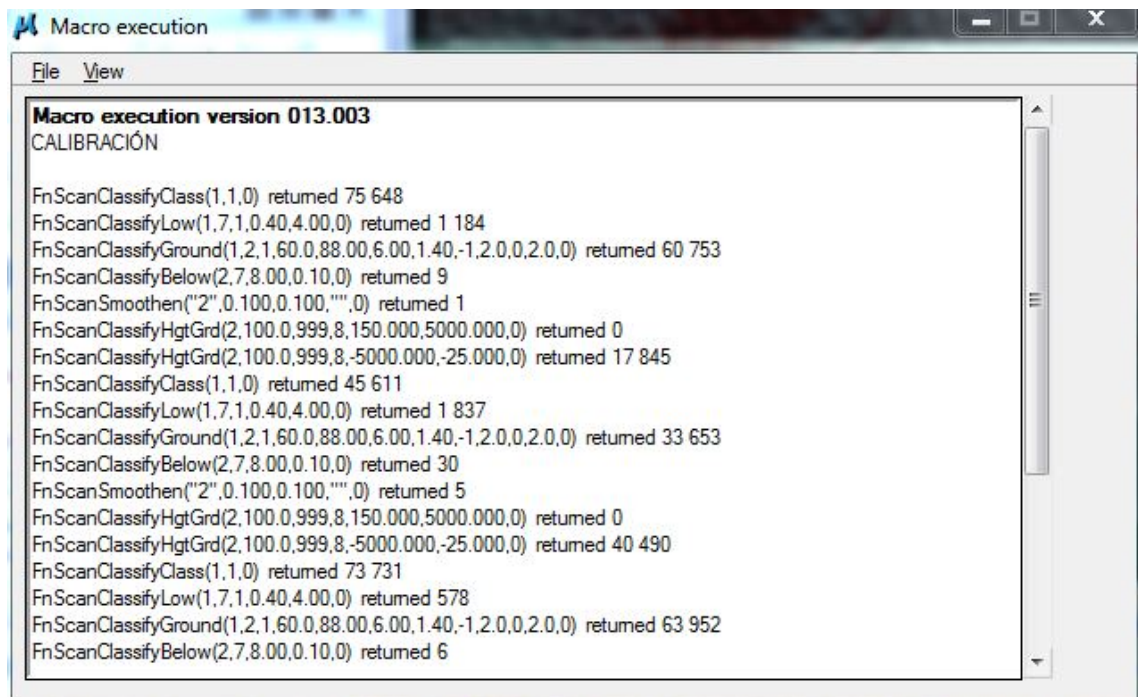 Macro execution
File View
Macro execution version 013.003
CALIBRACIÓN
FnScanClassifyClass(1,1,0) returned 75 648
FnScanClassifyLow(1,7,1,0.40,4.00,0) returned 1 184
FnScanClassifyGround(1,2,1,60.0,88.00,6.00,1.40,-1,2.0,0,2.0,0) returned 60 753
FnScanClassifyBelow(2,7,8.00,0.10,0) returned 9
FnScanSmoothen("2",0.100,0.100,"",0) returned 1
FnScanClassifyHgtGrd(2,100.0,999,8,150.000,5000.000,0) returned 0
FnScanClassifyHgtGrd(2,100.0,999,8,-5000.000,-25.000,0) returned 17 845
FnScanClassifyClass(1,1,0) returned 45 611
FnScanClassifyLow(1,7,1,0.40,4.00,0) returned 1 837
FnScanClassifyGround(1,2,1,60.0,88.00,6.00,1.40,-1,2.0,0,2.0,0) returned 33 653
FnScanClassifyBelow(2,7,8.00,0.10,0) returned 30
FnScanSmoothen("2",0.100,0.100,"",0) returned 5
FnScanClassifyHgtGrd(2,100.0,999,8,150.000,5000.000,0) returned 0
FnScanClassifyHgtGrd(2,100.0,999,8,-5000.000,-25.000,0) returned 40 490
FnScanClassifyClass(1,1,0) returned 73 731
FnScanClassifyLow(1,7,1,0.40,4.00,0) returned 578
FnScanClassifyGround(1,2,1,60.0,88.00,6.00,1.40,-1,2.0,0,2.0,0) returned 63 952
FnScanClassifyBelow(2,7,8.00,0.10,0) returned 6